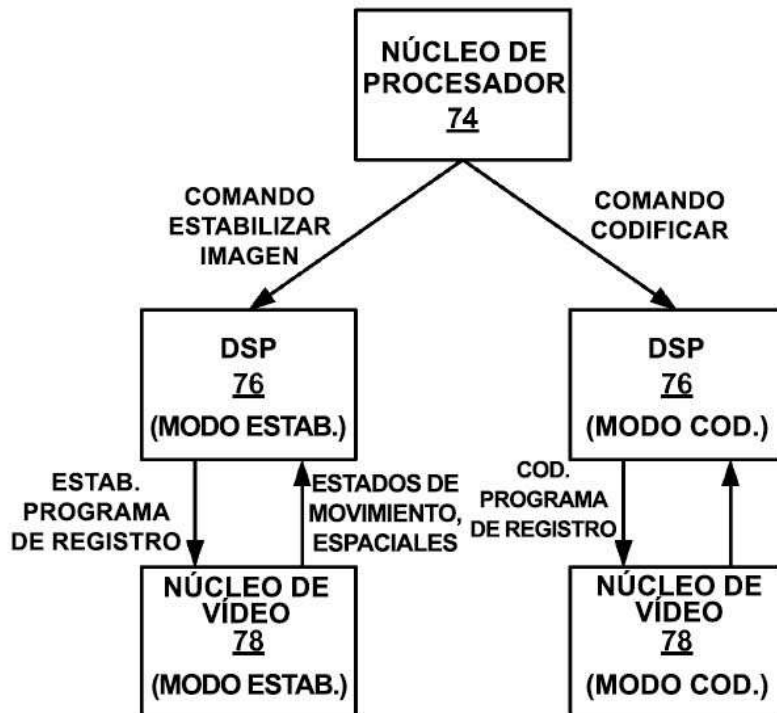 NÚCLEO DE
PROCESADOR
74
COMANDO
ESTABILIZAR
IMAGEN
COMANDO
CODIFICAR
DSP
76
(MODO ESTAB.)
DSP
76
(MODO COD.)
ESTAB.
PROGRAMA
DE REGISTRO
ESTADOS DE
MOVIMIENTO,
ESPACIALES
COD.
PROGRAMA
DE REGISTRO
NÚCLEO DE
VÍDEO
78
(MODO ESTAB.)
NÚCLEO DE
VÍDEO
78
(MODO COD.)